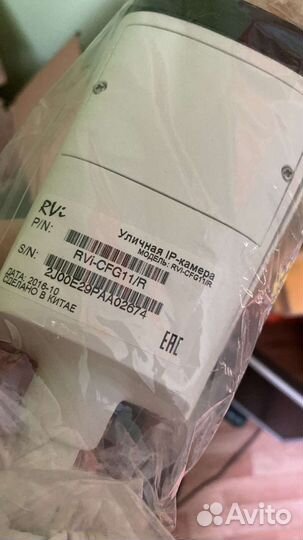 RVi
Уличная IP-камера
МОДЕЛЬ: RVi-CFG11/R
P/N:
RVi-CFG11/R
S/N:
2J00E29PAA02674
ДАТА: 2016-10
СДЕЛАНО В КИТАЕ
EAC
Avito